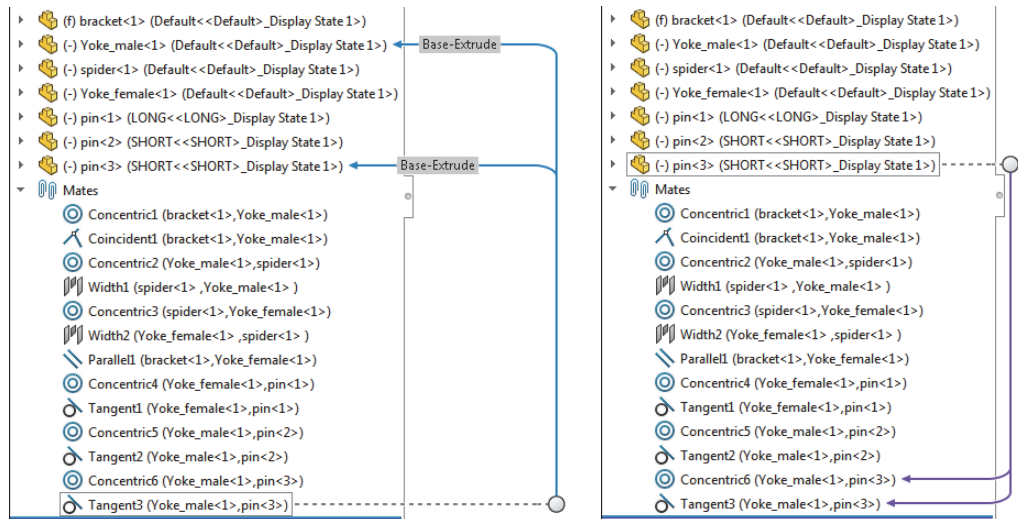 (f) bracket<1> (Default<<Default>_Display State 1>)
(-) Yoke_male<1> (Default<<Default>_Display State 1>)
Base-Extrude
(-) spider<1> (Default<<Default>_Display State 1>)
(-) Yoke_female<1> (Default<<Default>_Display State 1>)
(-) pin<1> (LONG<<LONG>_Display State 1>)
(-) pin<2> (SHORT<<SHORT>_Display State 1>)
(-) pin<3> (SHORT<<SHORT>_Display State 1>)
Base-Extrude
Mates
Concentric1 (bracket<1>,Yoke_male<1>)
Coincident1 (bracket<1>,Yoke_male<1>)
Concentric2 (Yoke_male<1>,spider<1>)
Width1 (spider<1> ,Yoke_male<1> )
Concentric3 (spider<1>,Yoke_female<1>)
Width2 (Yoke_female<1> ,spider<1> )
Parallel1 (bracket<1>,Yoke_female<1>)
Concentric4 (Yoke_female<1>,pin<1>)
Tangent1 (Yoke_female<1>,pin<1>)
Concentric5 (Yoke_male<1>,pin<2>)
Tangent2 (Yoke_male<1>,pin<2>)
Concentric6 (Yoke_male<1>,pin<3>)
Tangent3 (Yoke_male<1>,pin<3>)
(f) bracket<1> (Default<<Default>_Display State 1>)
(-) Yoke_male<1> (Default<<Default>_Display State 1>)
(-) spider<1> (Default<<Default>_Display State 1>)
(-) Yoke_female<1> (Default<<Default>_Display State 1>)
(-) pin<1> (LONG<<LONG>_Display State 1>)
(-) pin<2> (SHORT<<SHORT>_Display State 1>)
(-) pin<3> (SHORT<<SHORT>_Display State 1>)
Mates
Concentric1 (bracket<1>,Yoke_male<1>)
Coincident1 (bracket<1>,Yoke_male<1>)
Concentric2 (Yoke_male<1>,spider<1>)
Width1 (spider<1> ,Yoke_male<1> )
Concentric3 (spider<1>,Yoke_female<1>)
Width2 (Yoke_female<1> ,spider<1> )
Parallel1 (bracket<1>,Yoke_female<1>)
Concentric4 (Yoke_female<1>,pin<1>)
Tangent1 (Yoke_female<1>,pin<1>)
Concentric5 (Yoke_male<1>,pin<2>)
Tangent2 (Yoke_male<1>,pin<2>)
Concentric6 (Yoke_male<1>,pin<3>)
Tangent3 (Yoke_male<1>,pin<3>)